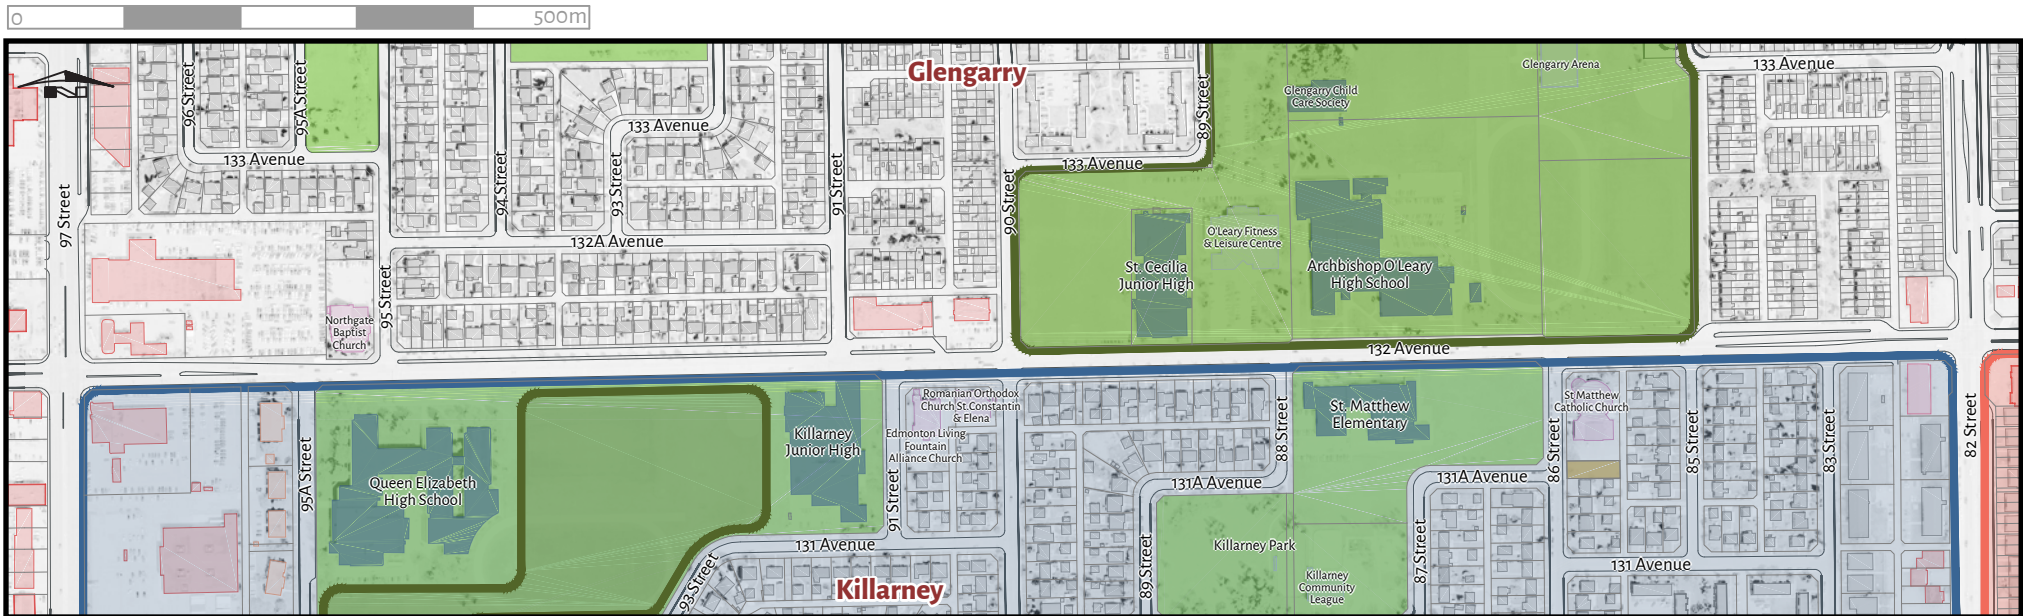 0
500m
Glengarry
Glengarry Arena
133 Avenue
96 Street
95A Street
89 Street
Glengarry Child
Care Society
133 Avenue
133 Avenue
133 Avenue
97 Street
94 Street
93 Street
91 Street
90 Street
132A Avenue
O'Leary Fitness
& Leisure Centre
St. Cecilia
Junior High
Archbishop O'Leary
High School
95 Street
Northgate
Baptist
Church
132 Avenue
Romanian Orthodox
Church St.Constantin
& Elena
St. Matthew
Elementary
St Matthew
Catholic Church
Killarney
Junior High
Edmonton Living
Fountain
Alliance Church
88 Street
86 Street
85 Street
83 Street
82 Street
95A Street
Queen Elizabeth
High School
91 Street
131A Avenue
131A Avenue
131 Avenue
Killarney Park
89 Street
87 Street
131 Avenue
93 Street
Killarney
Killarney
Community
League